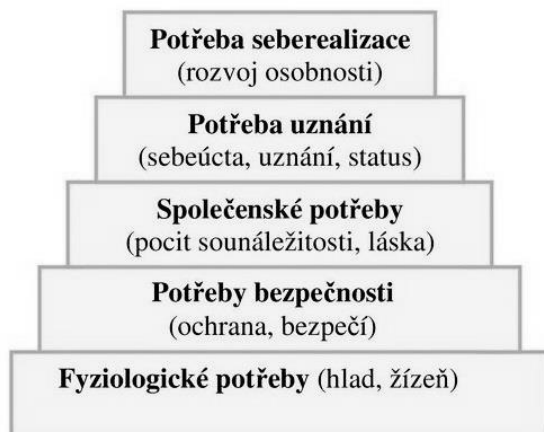 Potřeba seberealizace
(rozvoj osobnosti)
Potřeba uznání
(sebeúcta, uznání, status)
Společenské potřeby
(pocit sounáležitosti, láska)
Potřeby bezpečnosti
(ochrana, bezpečí)
Fyziologické potřeby (hlad, žízeň)